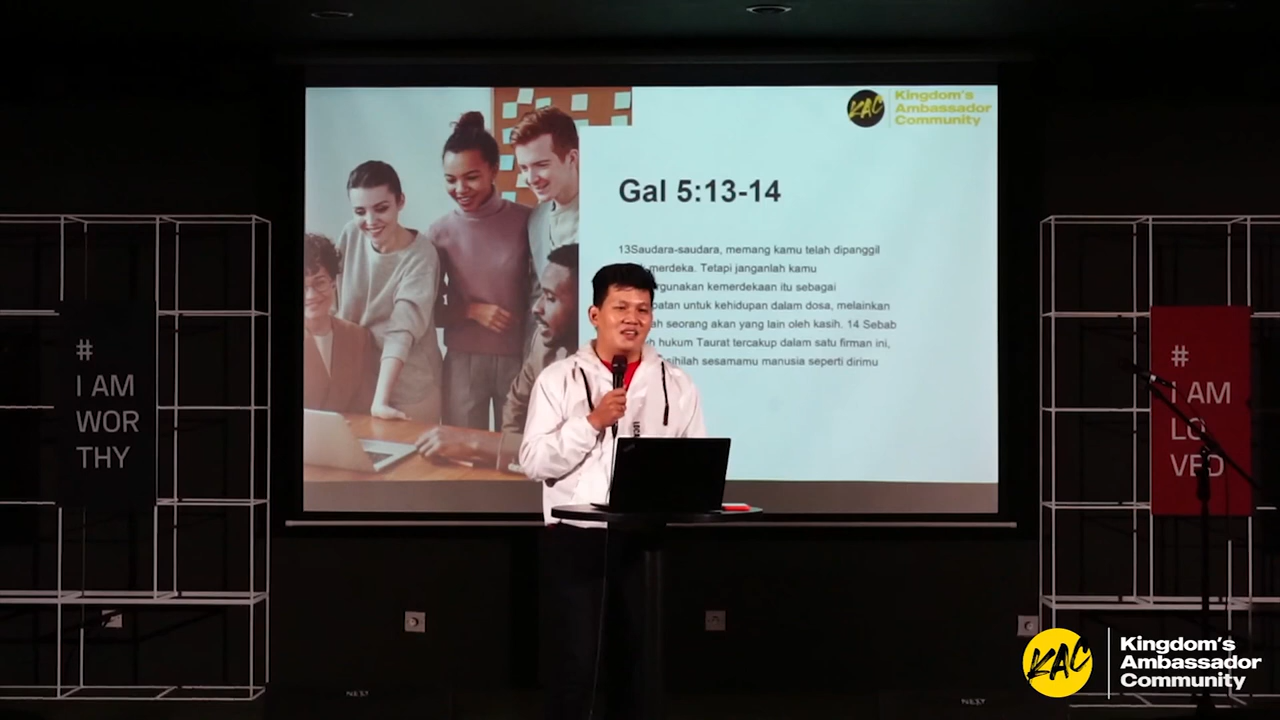 KAC
Kingdom's
Ambassador
Community
Gal 5:13-14
13Saudara-saudara, memang kamu telah dipanggil
merdeka. Tetapi janganlah kamu
kemerdekaan itu sebagai
untuk kehidupan dalam dosa, melainkan
seorang akan yang lain oleh kasih. 14 Sebab
hukum Taurat tercakup dalam satu firman ini,
sesamamu manusia seperti dirimu
#
I AM
WOR
THY
#
I AM
LO
VED
KAC
Kingdom's
Ambassador
Community